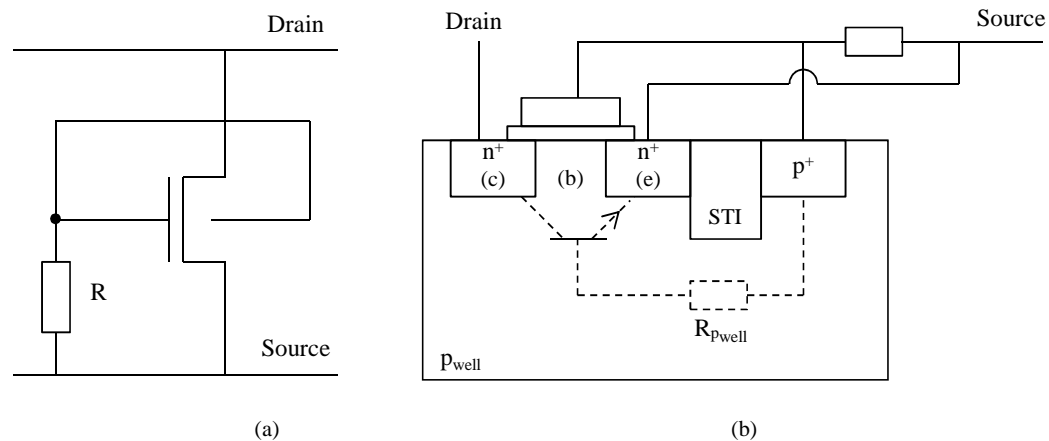 Drain
R
Source
(a)
Drain
Source
n+
(c)
(b)
n+
(e)
p+
STI
Rpwell
pwell
(b)